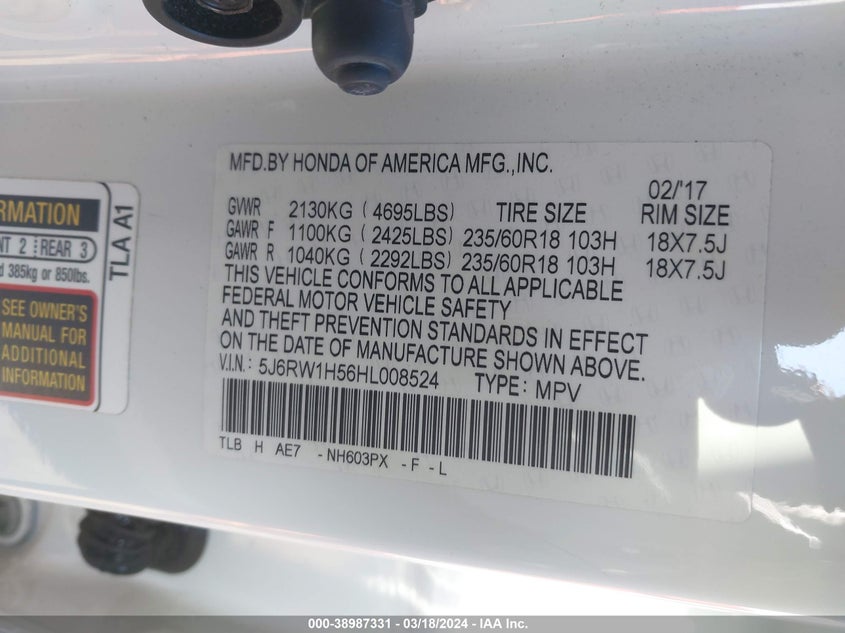 MFD.BY HONDA OF AMERICA MFG.,INC.
02/'17
GVWR 2130KG (4695LBS) TIRE SIZE RIM SIZE
GAWR F 1100KG (2425LBS) 235/60R18 103H 18X7.5J
GAWR R 1040KG (2292LBS) 235/60R18 103H 18X7.5J
THIS VEHICLE CONFORMS TO ALL APPLICABLE
FEDERAL MOTOR VEHICLE SAFETY
AND THEFT PREVENTION STANDARDS IN EFFECT
ON THE DATE OF MANUFACTURE SHOWN ABOVE.
V.I.N.: 5J6RW1H56HL008524 TYPE: MPV
TLB H AE7 -NH603PX -F-L
2 REAR 3
385kg or 850lbs.
SEE OWNER'S
MANUAL FOR
ADDITIONAL
INFORMATION
TLA A1
000-38987331 — 03/18/2024 — IAA Inc.